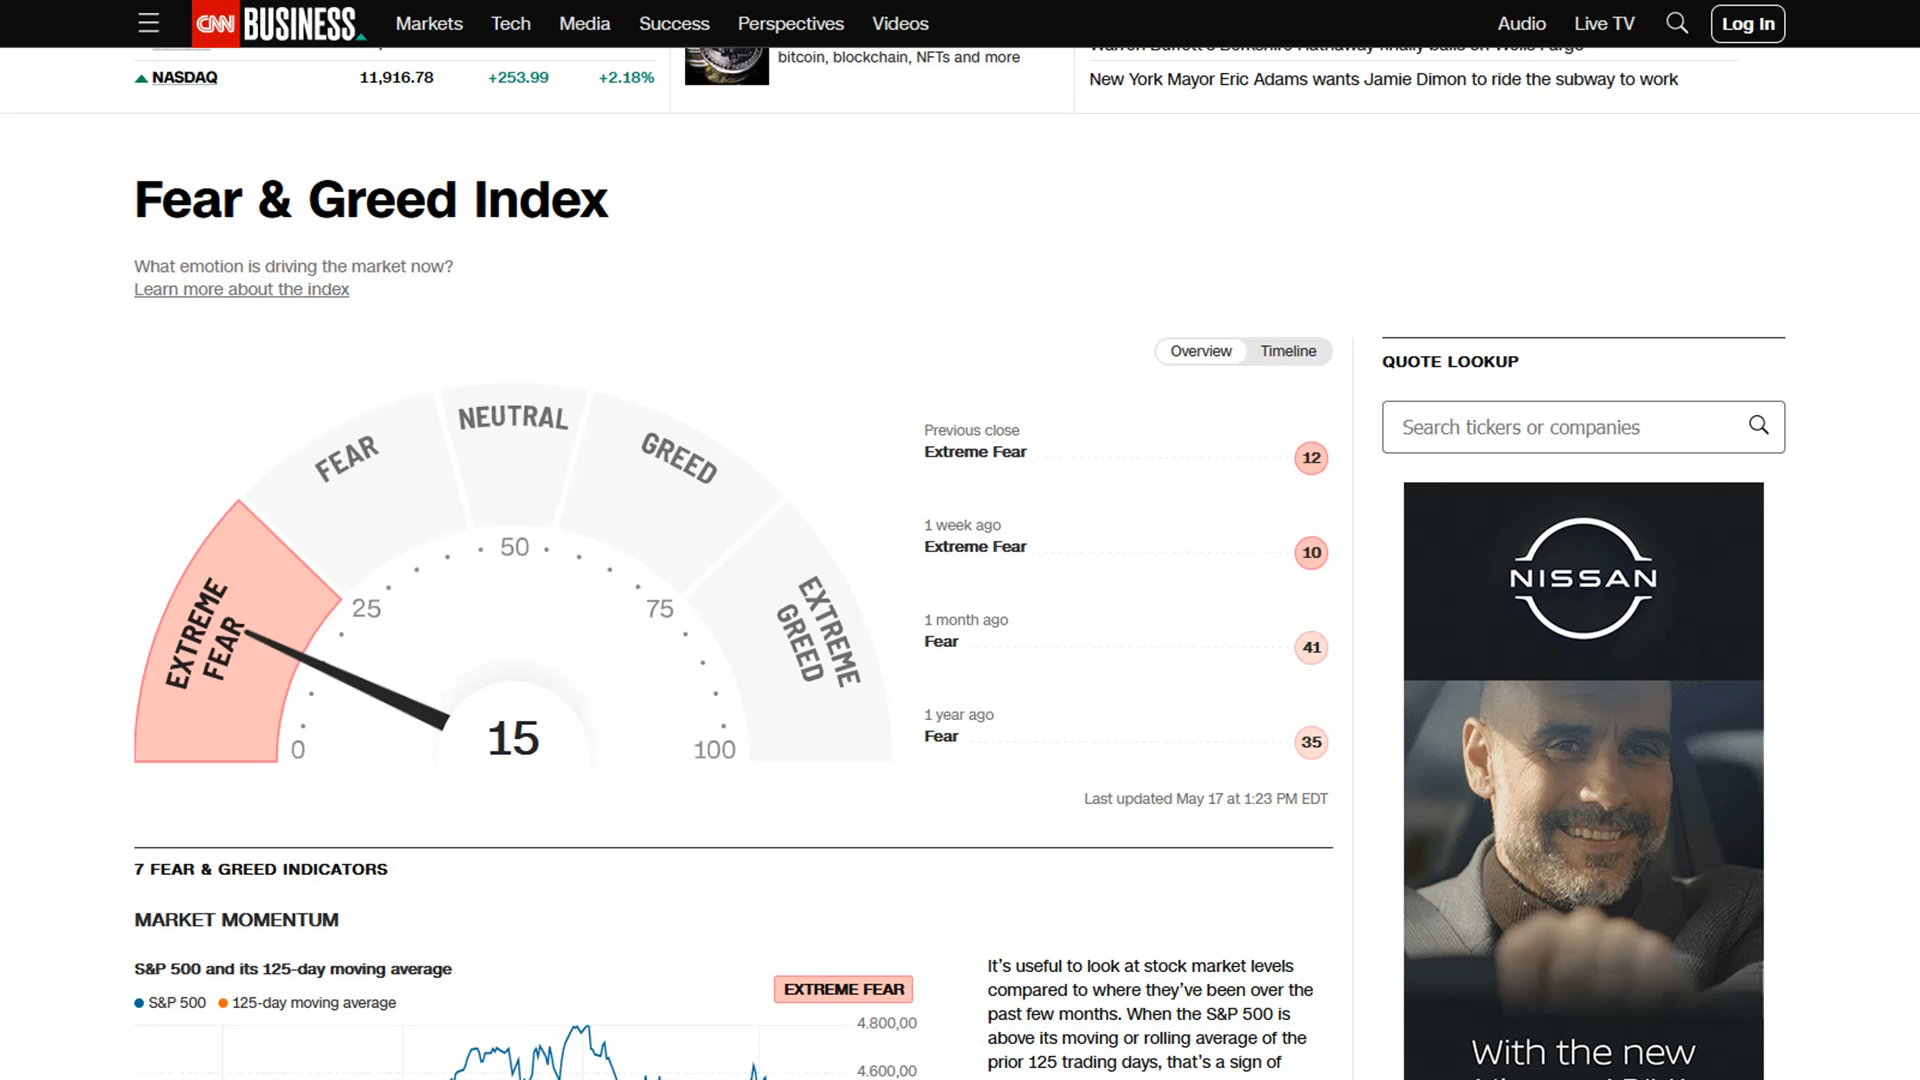 CNN BUSINESS
Markets
Tech
Media
Success
Perspectives
Videos
Audio
Live TV
Log In
NASDAQ 11,916.78 +253.99 +2.18%
bitcoin, blockchain, NFTs and more
Warren Buffett's Berkshire Hathaway finally bails on Wells Fargo
New York Mayor Eric Adams wants Jamie Dimon to ride the subway to work
Fear & Greed Index
What emotion is driving the market now?
Learn more about the index
Overview
Timeline
EXTREME
FEAR
FEAR
NEUTRAL
GREED
EXTREME
GREED
0
25
50
75
100
15
Previous close
Extreme Fear 12
1 week ago
Extreme Fear 10
1 month ago
Fear 41
1 year ago
Fear 35
Last updated May 17 at 1:23 PM EDT
QUOTE LOOKUP
Search tickers or companies
NISSAN
With the new
7 FEAR & GREED INDICATORS
MARKET MOMENTUM
S&P 500 and its 125-day moving average
S&P 500
125-day moving average
EXTREME FEAR
4.800,00
4.600,00
It's useful to look at stock market levels
compared to where they've been over the
past few months. When the S&P 500 is
above its moving or rolling average of the
prior 125 trading days, that's a sign of